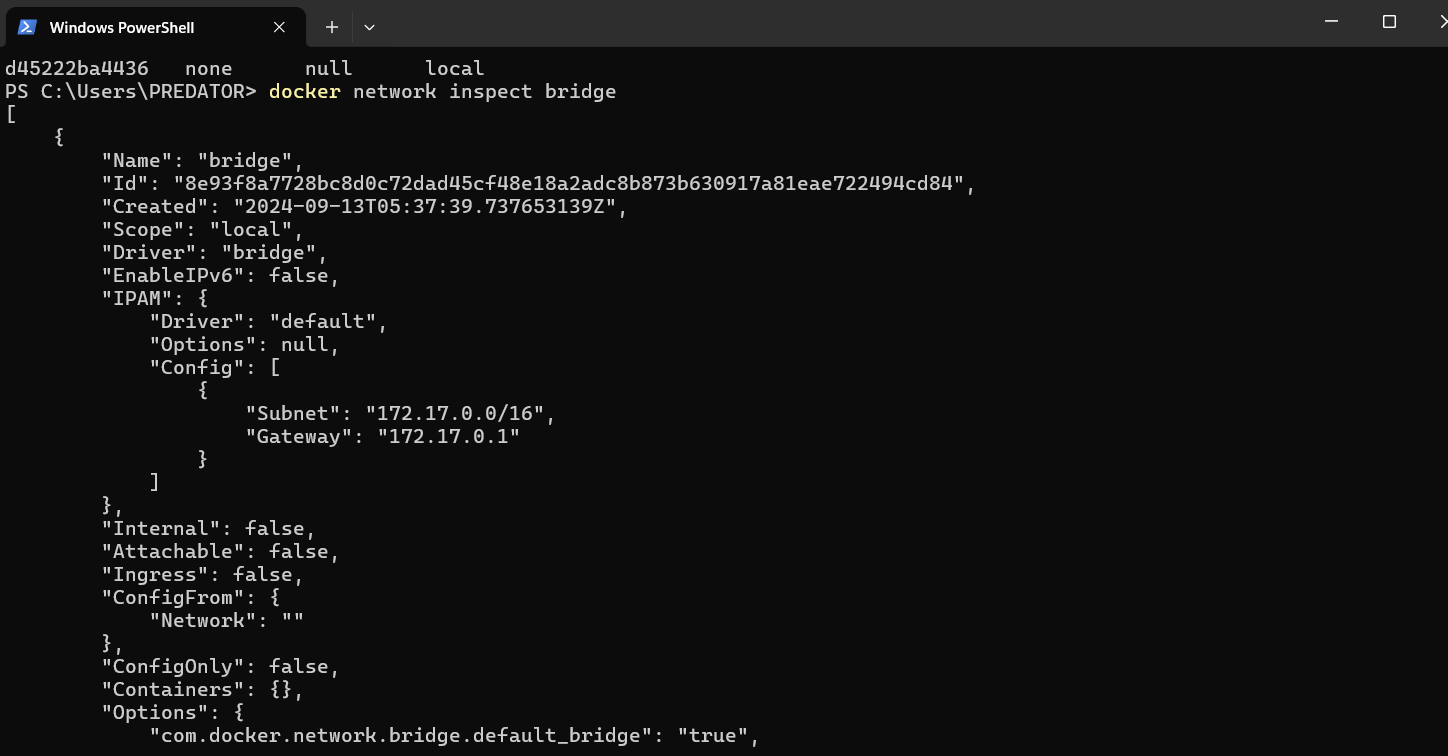 Windows PowerShell
d45222ba4436   none      null      local
PS C:\Users\PREDATOR> docker network inspect bridge
[
    {
        "Name": "bridge",
        "Id": "8e93f8a7728bc8d0c72dad45cf48e18a2adc8b873b630917a81eae722494cd84",
        "Created": "2024-09-13T05:37:39.737653139Z",
        "Scope": "local",
        "Driver": "bridge",
        "EnableIPv6": false,
        "IPAM": {
            "Driver": "default",
            "Options": null,
            "Config": [
                {
                    "Subnet": "172.17.0.0/16",
                    "Gateway": "172.17.0.1"
                }
            ]
        },
        "Internal": false,
        "Attachable": false,
        "Ingress": false,
        "ConfigFrom": {
            "Network": ""
        },
        "ConfigOnly": false,
        "Containers": {},
        "Options": {
            "com.docker.network.bridge.default_bridge": "true",